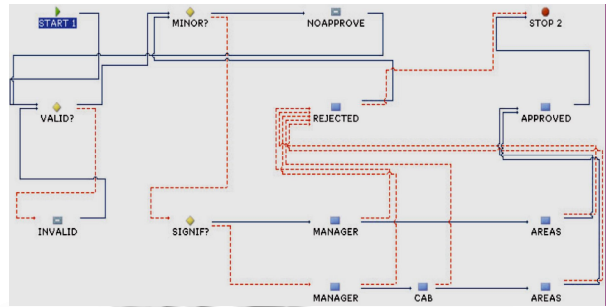 START 1
MINOR?
NOAPPROVE
STOP 2
VALID?
REJECTED
APPROVED
INVALID
SIGNIF?
MANAGER
AREAS
MANAGER
CAB
AREAS